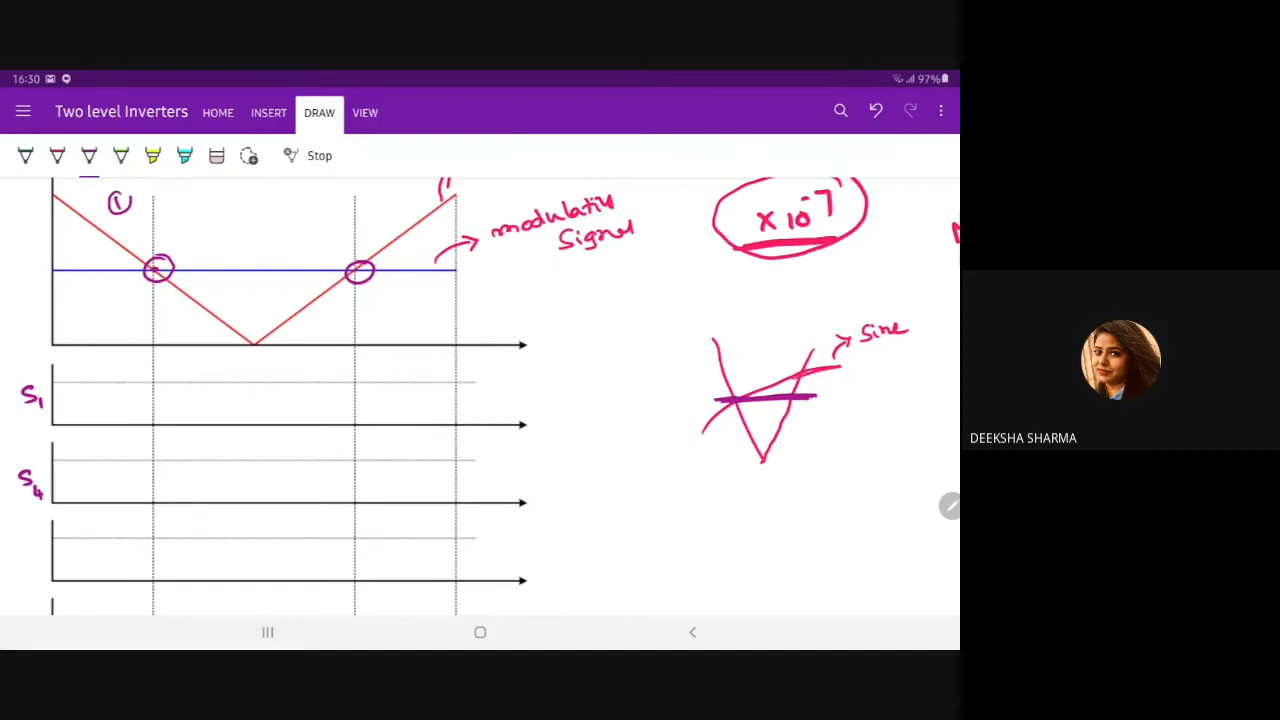 16:30 97%
Two level Inverters HOME INSERT DRAW VIEW
Stop
①
modulating
Signal
× 10⁻⁷
Sine
S₁
S₄
DEEKSHA SHARMA